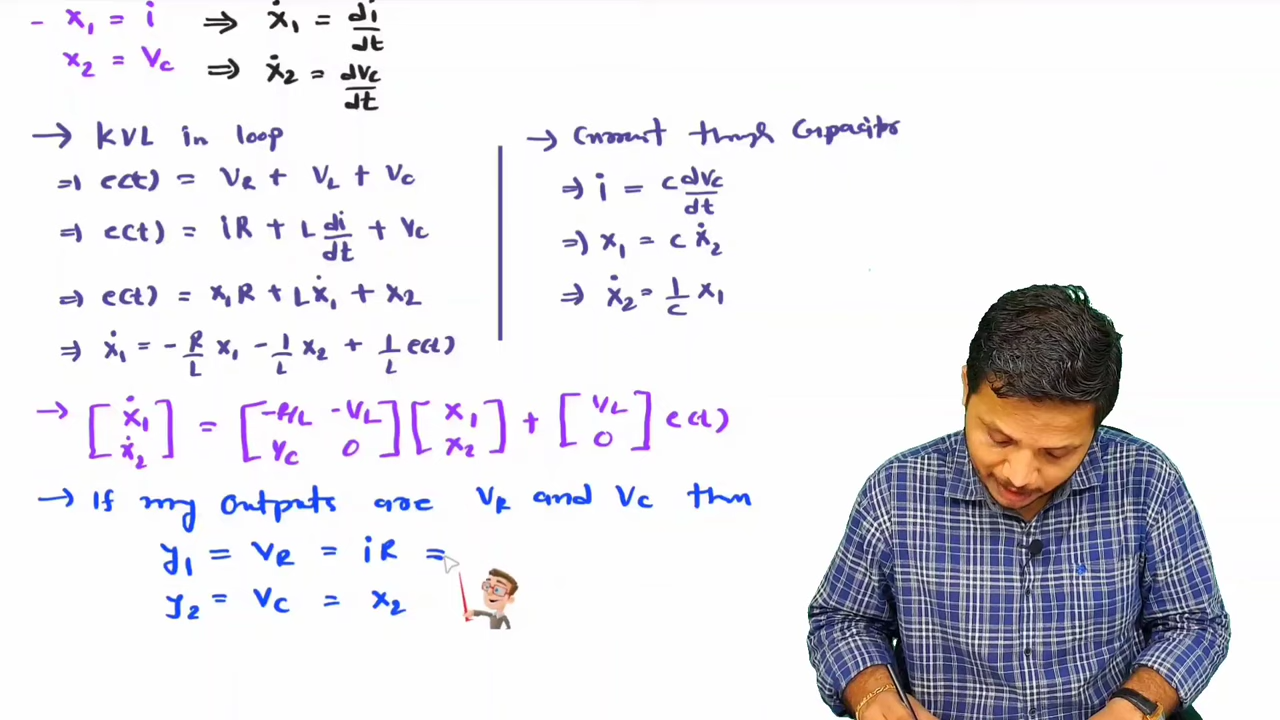 - x₁ = i ⇒ ẋ₁ = di/dt
x₂ = Vc ⇒ ẋ₂ = dVc/dt
→ KVL in loop
⇒ e(t) = VR + VL + Vc
⇒ e(t) = iR + L di/dt + Vc
⇒ e(t) = x₁R + Lẋ₁ + x₂
⇒ ẋ₁ = -R/L x₁ - 1/L x₂ + 1/L e(t)
→ Current through Capacitor
⇒ i = C dVc/dt
⇒ x₁ = C ẋ₂
⇒ ẋ₂ = 1/C x₁
→ [ẋ₁ ẋ₂] = [-R/L -1/L 1/C 0] [x₁ x₂] + [1/L 0] e(t)
→ If my outputs are VR and Vc then
y₁ = VR = iR =
y₂ = Vc = x₂